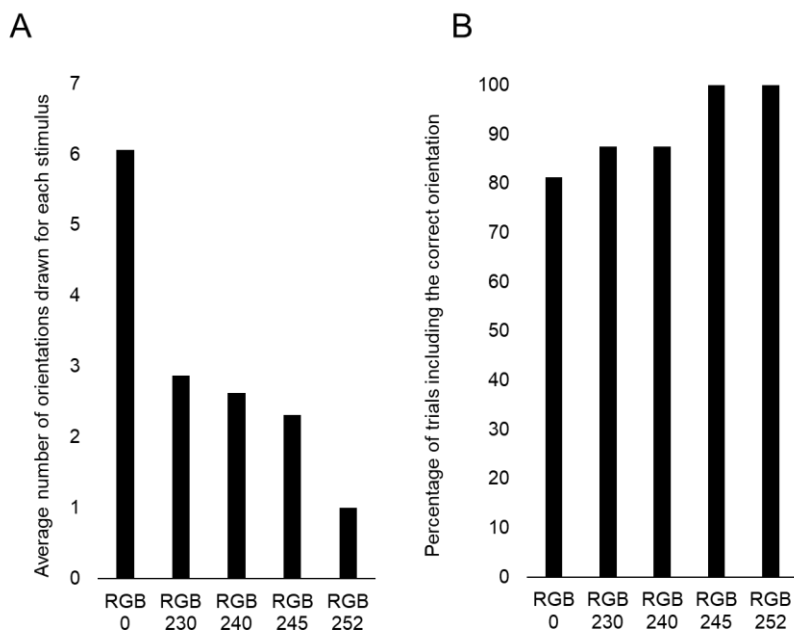 A
Average number of orientations drawn for each stimulus
7
6
5
4
3
2
1
0
RGB RGB RGB RGB RGB
0 230 240 245 252
B
Percentage of trials including the correct orientation
100
90
80
70
60
50
40
30
20
10
0
RGB RGB RGB RGB RGB
0 230 240 245 252